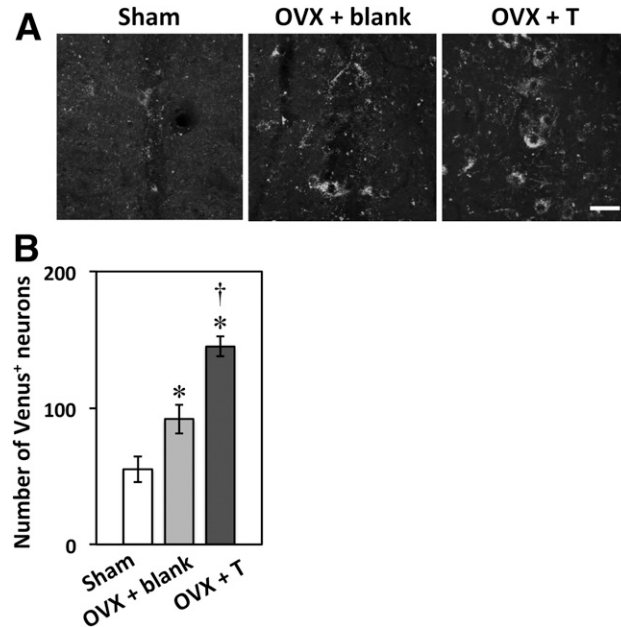 A
Sham
OVX + blank
OVX + T
B
Number of Venus⁺ neurons
200
100
0
*
†
*
Sham
OVX + blank
OVX + T